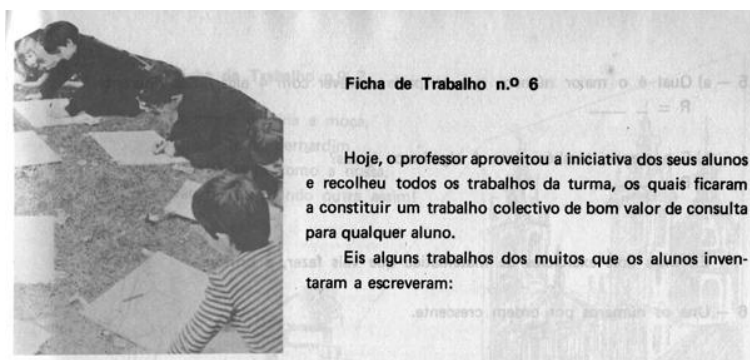 Ficha de Trabalho n.º 6
Hoje, o professor aproveitou a iniciativa dos seus alunos
e recolheu todos os trabalhos da turma, os quais ficaram
a constituir um trabalho colectivo de bom valor de consulta
para qualquer aluno.
Eis alguns trabalhos dos muitos que os alunos inven-
taram a escreveram: